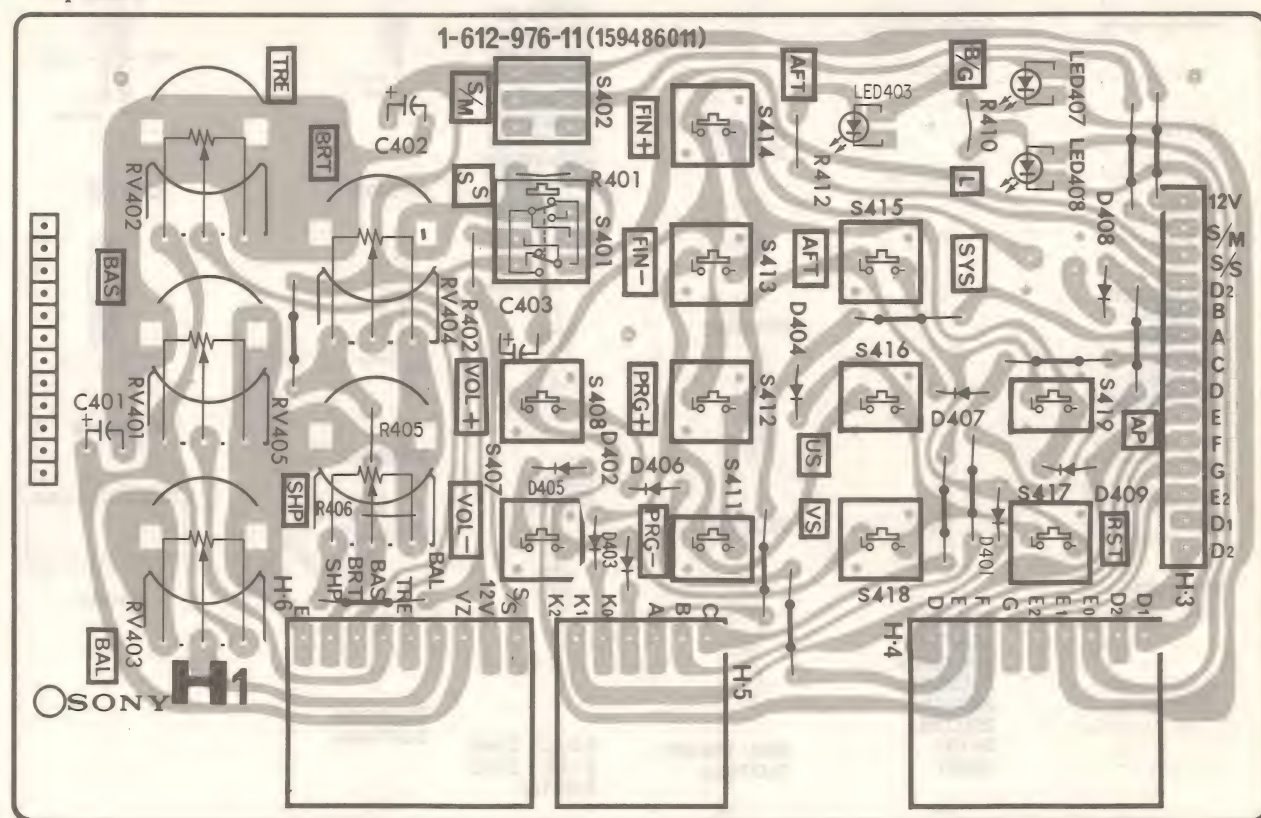 1-612-976-11(159486011)
TRE
S/M
S402
FIN+
S414
AFT
LED403
B/G
LED407
C402
R410
BRT
RV402
S S
R401
S401
R412
L
LED408
12V
S/M
S/S
D2
B
A
C
D
E
F
G
E2
D1
D2
H·3
BAS
FIN-
S413
AFT
S415
SYS
D408
RV404
R402
C403
D404
VOL+
S408
PRG+
S412
S416
D407
S419
AP
C401
RV401
RV405
R405
S407
D402
D406
S411
US
SHP
R406
VOL-
D405
D403
PRG-
VS
S417
D409
D401
RST
S418
H·6
E
SHP
BRT
BAS
TRE
BAL
VZ
12V
S/S
K2
K1
K0
A
B
C
H·5
H·4
D
E
F
G
E2
E1
E0
D2
D1
RV403
BAL
SONY H1